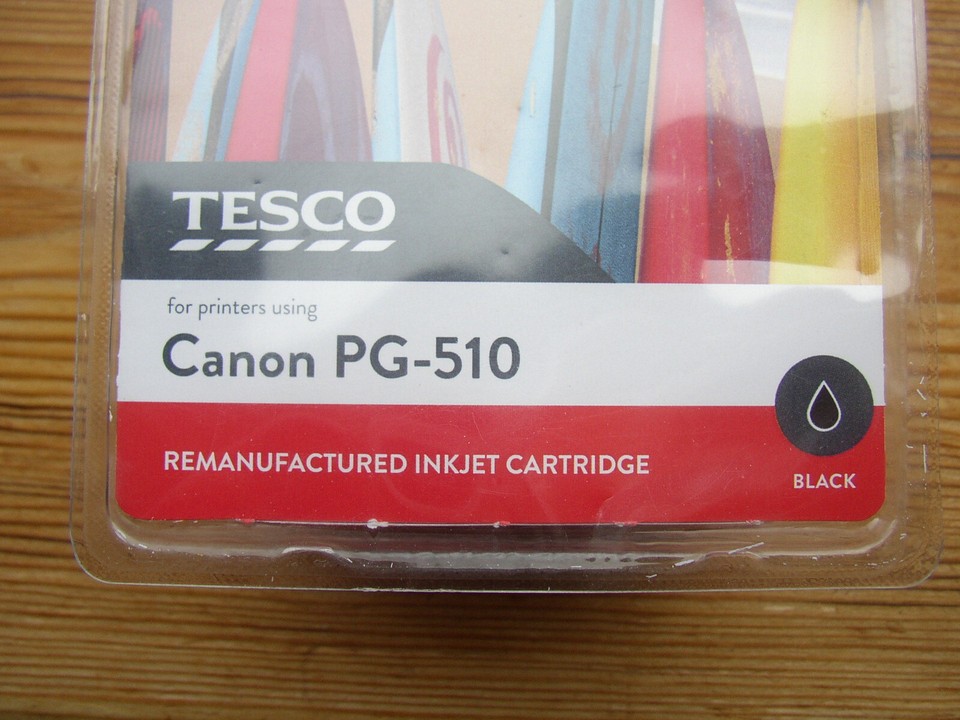 TESCO
for printers using
Canon PG-510
REMANUFACTURED INKJET CARTRIDGE
BLACK